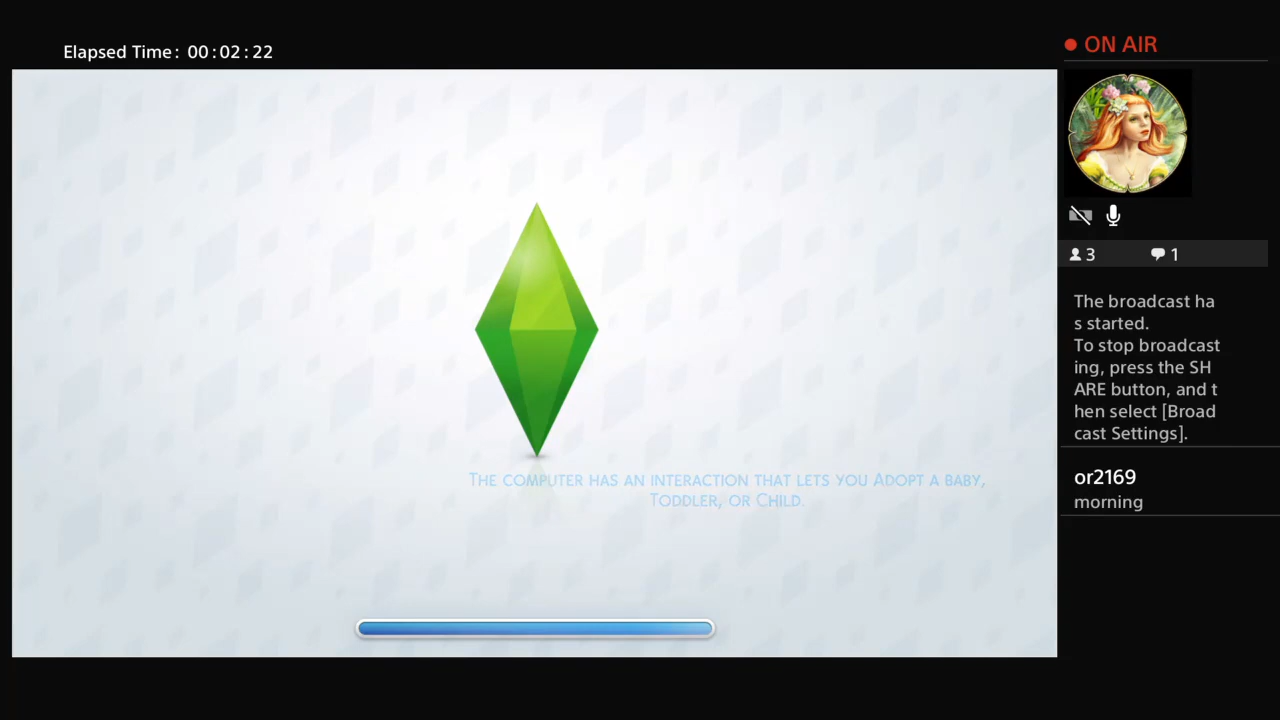 Elapsed Time: 00:02:22
ON AIR
3
1
The broadcast ha
s started.
To stop broadcast
ing, press the SH
ARE button, and t
hen select [Broad
cast Settings].
or2169
morning
The computer has an interaction that lets you Adopt a baby,
Toddler, or Child.